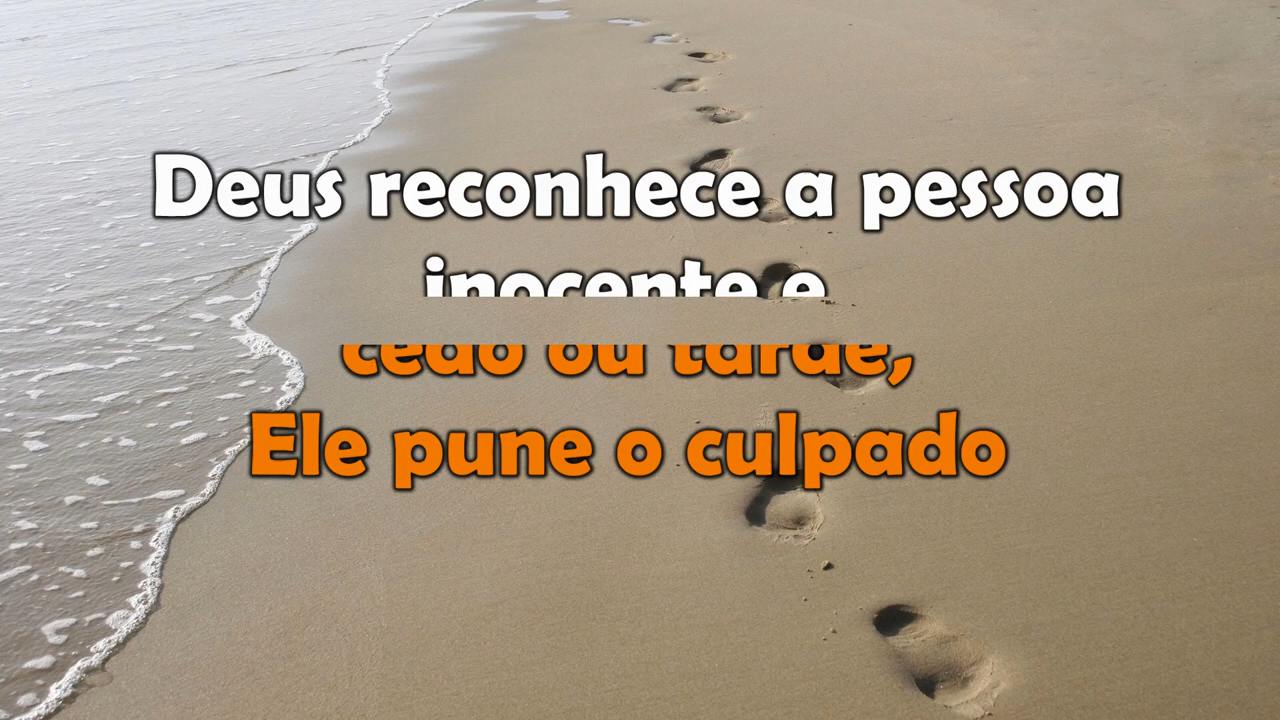 Deus reconhece a pessoa
inocente e
cedo ou tarde,
Ele pune o culpado